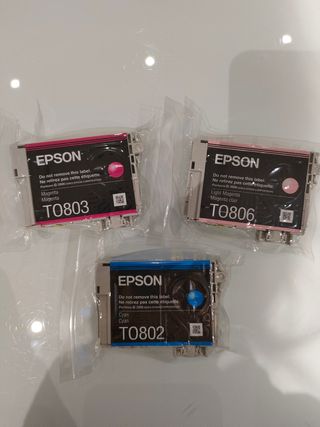 EPSON
Do not remove this label.
Ne retirez pas cette étiquette.
Magenta
Magenta
T0803
EPSON
Do not remove this label.
Ne retirez pas cette étiquette.
Light Magenta
Magenta clair
T0806
EPSON
Do not remove this label.
Ne retirez pas cette étiquette.
Cyan
Cyan
T0802